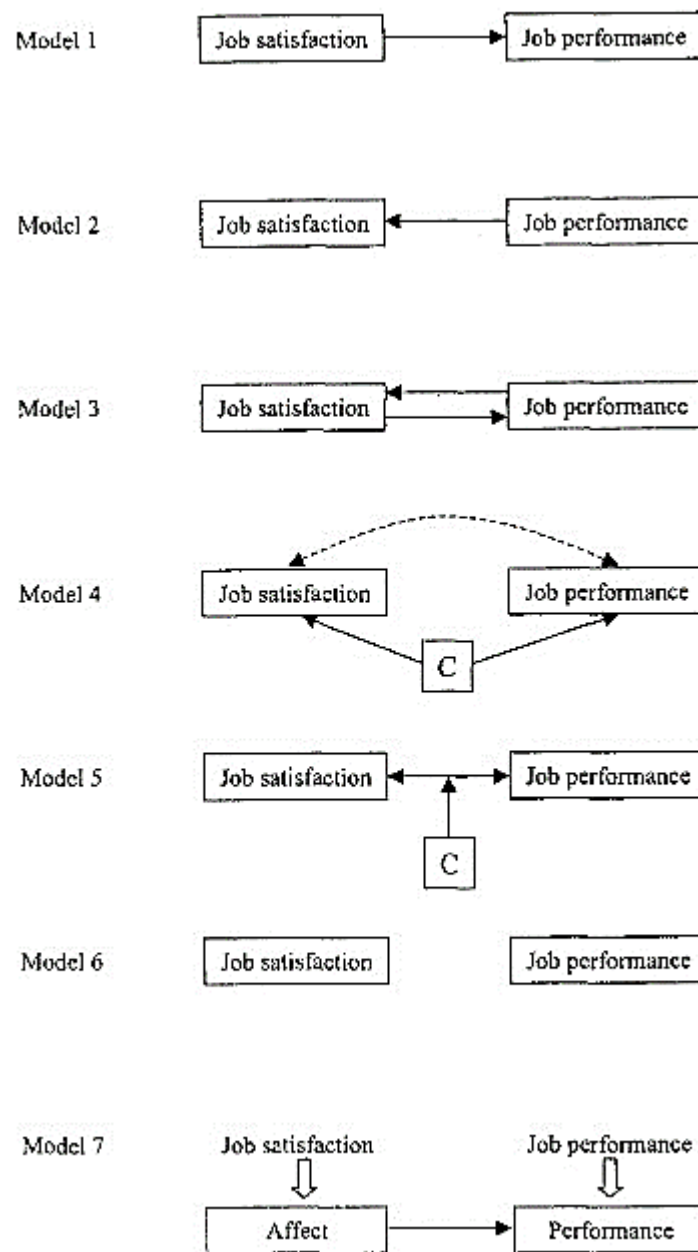 Model 1 Job satisfaction Job performance
Model 2 Job satisfaction Job performance
Model 3 Job satisfaction Job performance
Model 4 Job satisfaction Job performance
C
Model 5 Job satisfaction Job performance
C
Model 6 Job satisfaction Job performance
Model 7 Job satisfaction Job performance
Affect Performance